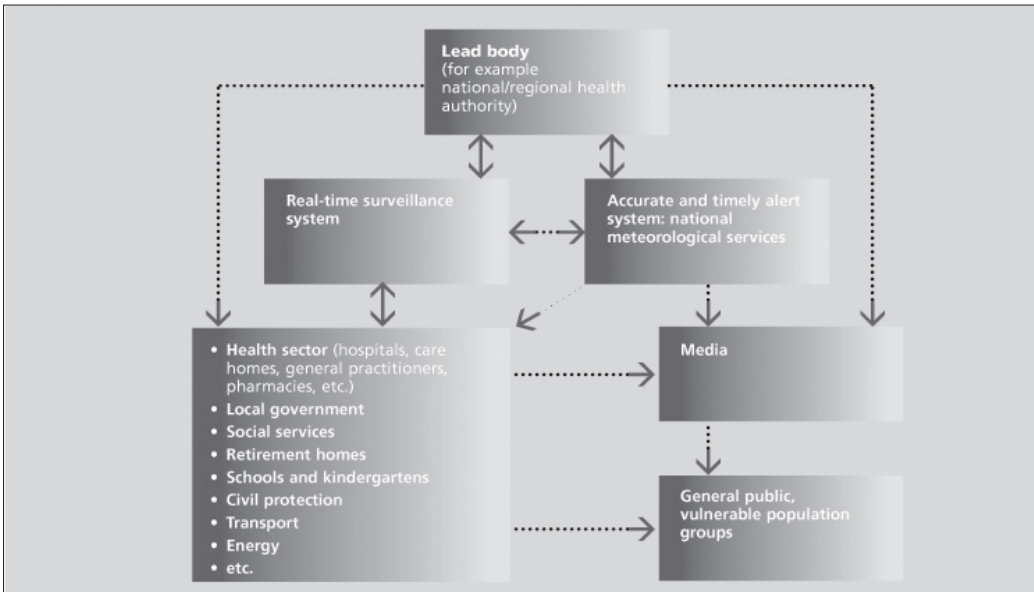 Lead body
(for example
national/regional health
authority)
Real-time surveillance
system
Accurate and timely alert
system: national
meteorological services
• Health sector (hospitals, care
homes, general practitioners,
pharmacies, etc.)
• Local government
• Social services
• Retirement homes
• Schools and kindergartens
• Civil protection
• Transport
• Energy
• etc.
Media
General public,
vulnerable population
groups